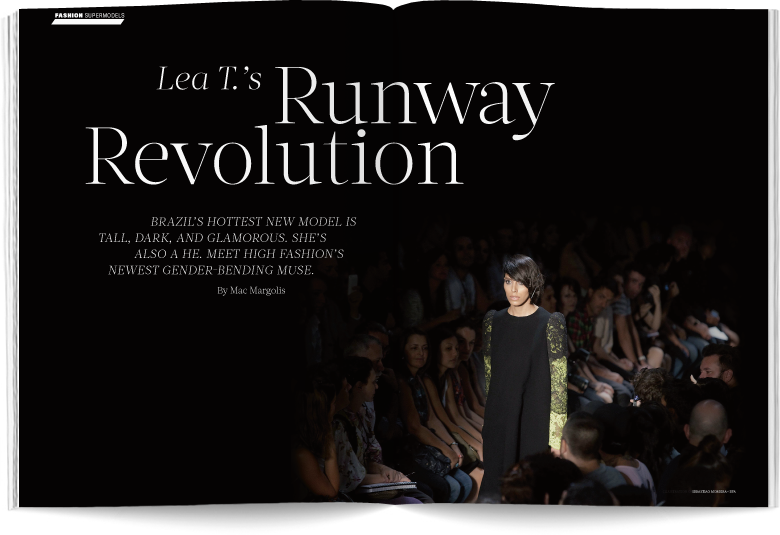 FASHION SUPERMODELS
Lea T.'s Runway
Revolution
BRAZIL'S HOTTEST NEW MODEL IS
TALL, DARK, AND GLAMOROUS. SHE'S
ALSO A HE. MEET HIGH FASHION'S
NEWEST GENDER-BENDING MUSE.
By Mac Margolis